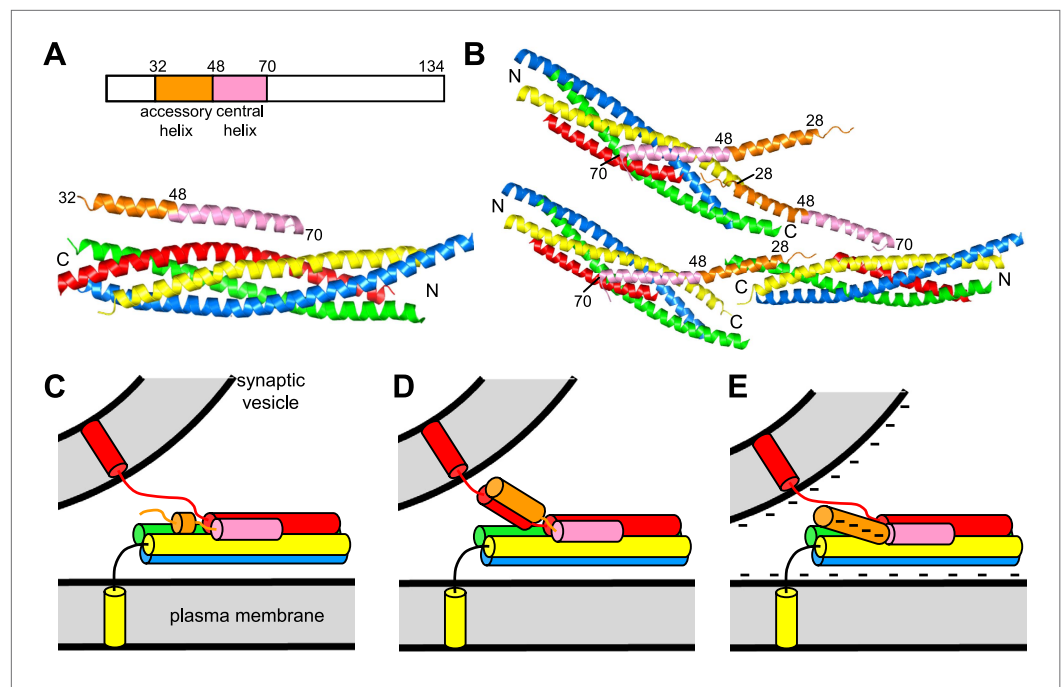 A
32 48 70 134
accessory central
helix helix
32
48
70
C
N
B
N
48
28
70
28
48
C
70
N
48
28
70
N
C
C
synaptic
vesicle
plasma membrane
D
E
- - - - - - - - -
- - - -
- - - - - - - - - -